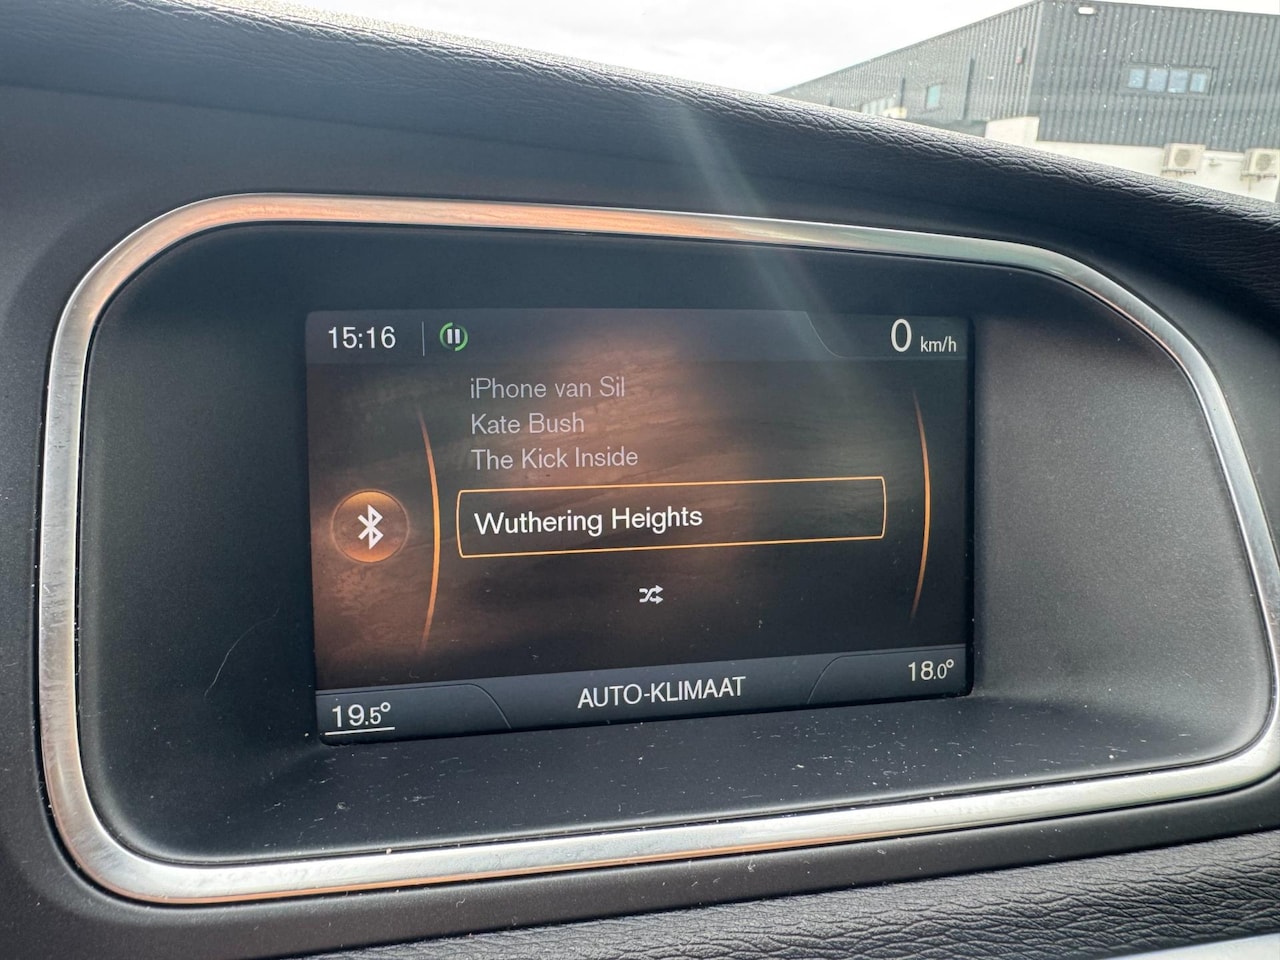 15:16
0 km/h
iPhone van Sil
Kate Bush
The Kick Inside
Wuthering Heights
19.5°
AUTO-KLIMAAT
18.0°